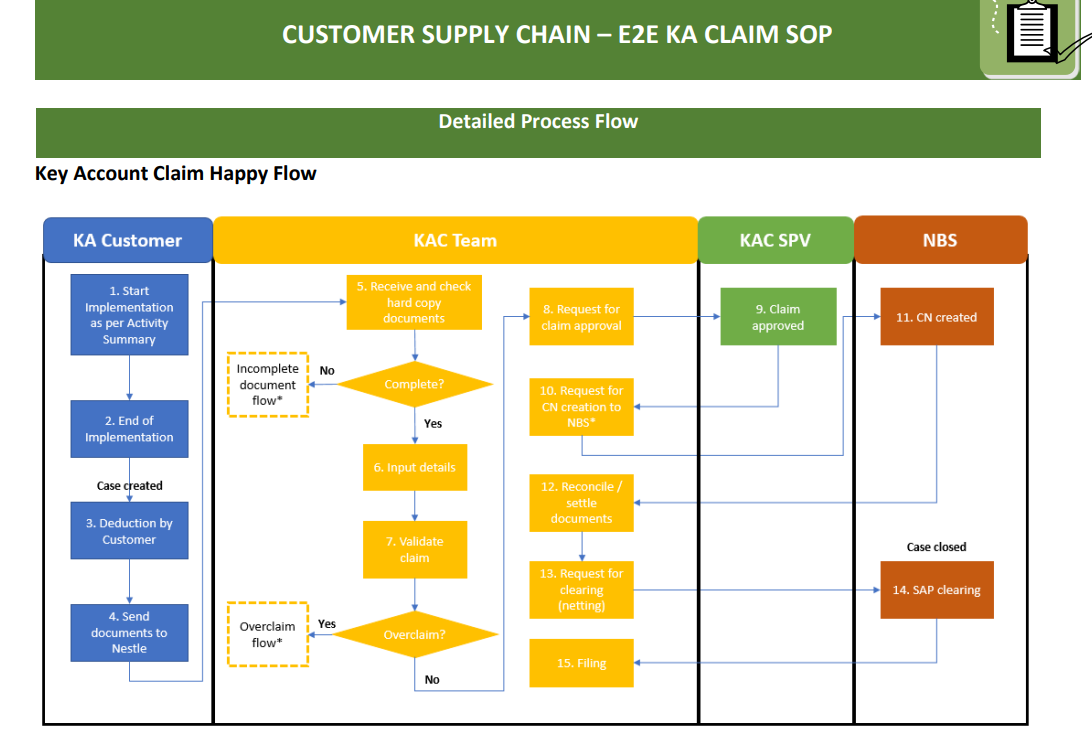 CUSTOMER SUPPLY CHAIN – E2E KA CLAIM SOP
Detailed Process Flow
Key Account Claim Happy Flow
KA Customer
KAC Team
KAC SPV
NBS
1. Start
Implementation
as per Activity
Summary
2. End of
Implementation
Case created
3. Deduction by
Customer
4. Send
documents to
Nestle
5. Receive and check
hard copy
documents
Complete?
No
Incomplete
document
flow*
Yes
6. Input details
7. Validate
claim
Overclaim?
Yes
Overclaim
flow*
No
8. Request for
claim approval
9. Claim
approved
10. Request for
CN creation to
NBS*
11. CN created
12. Reconcile /
settle
documents
13. Request for
clearing
(netting)
Case closed
14. SAP clearing
15. Filing